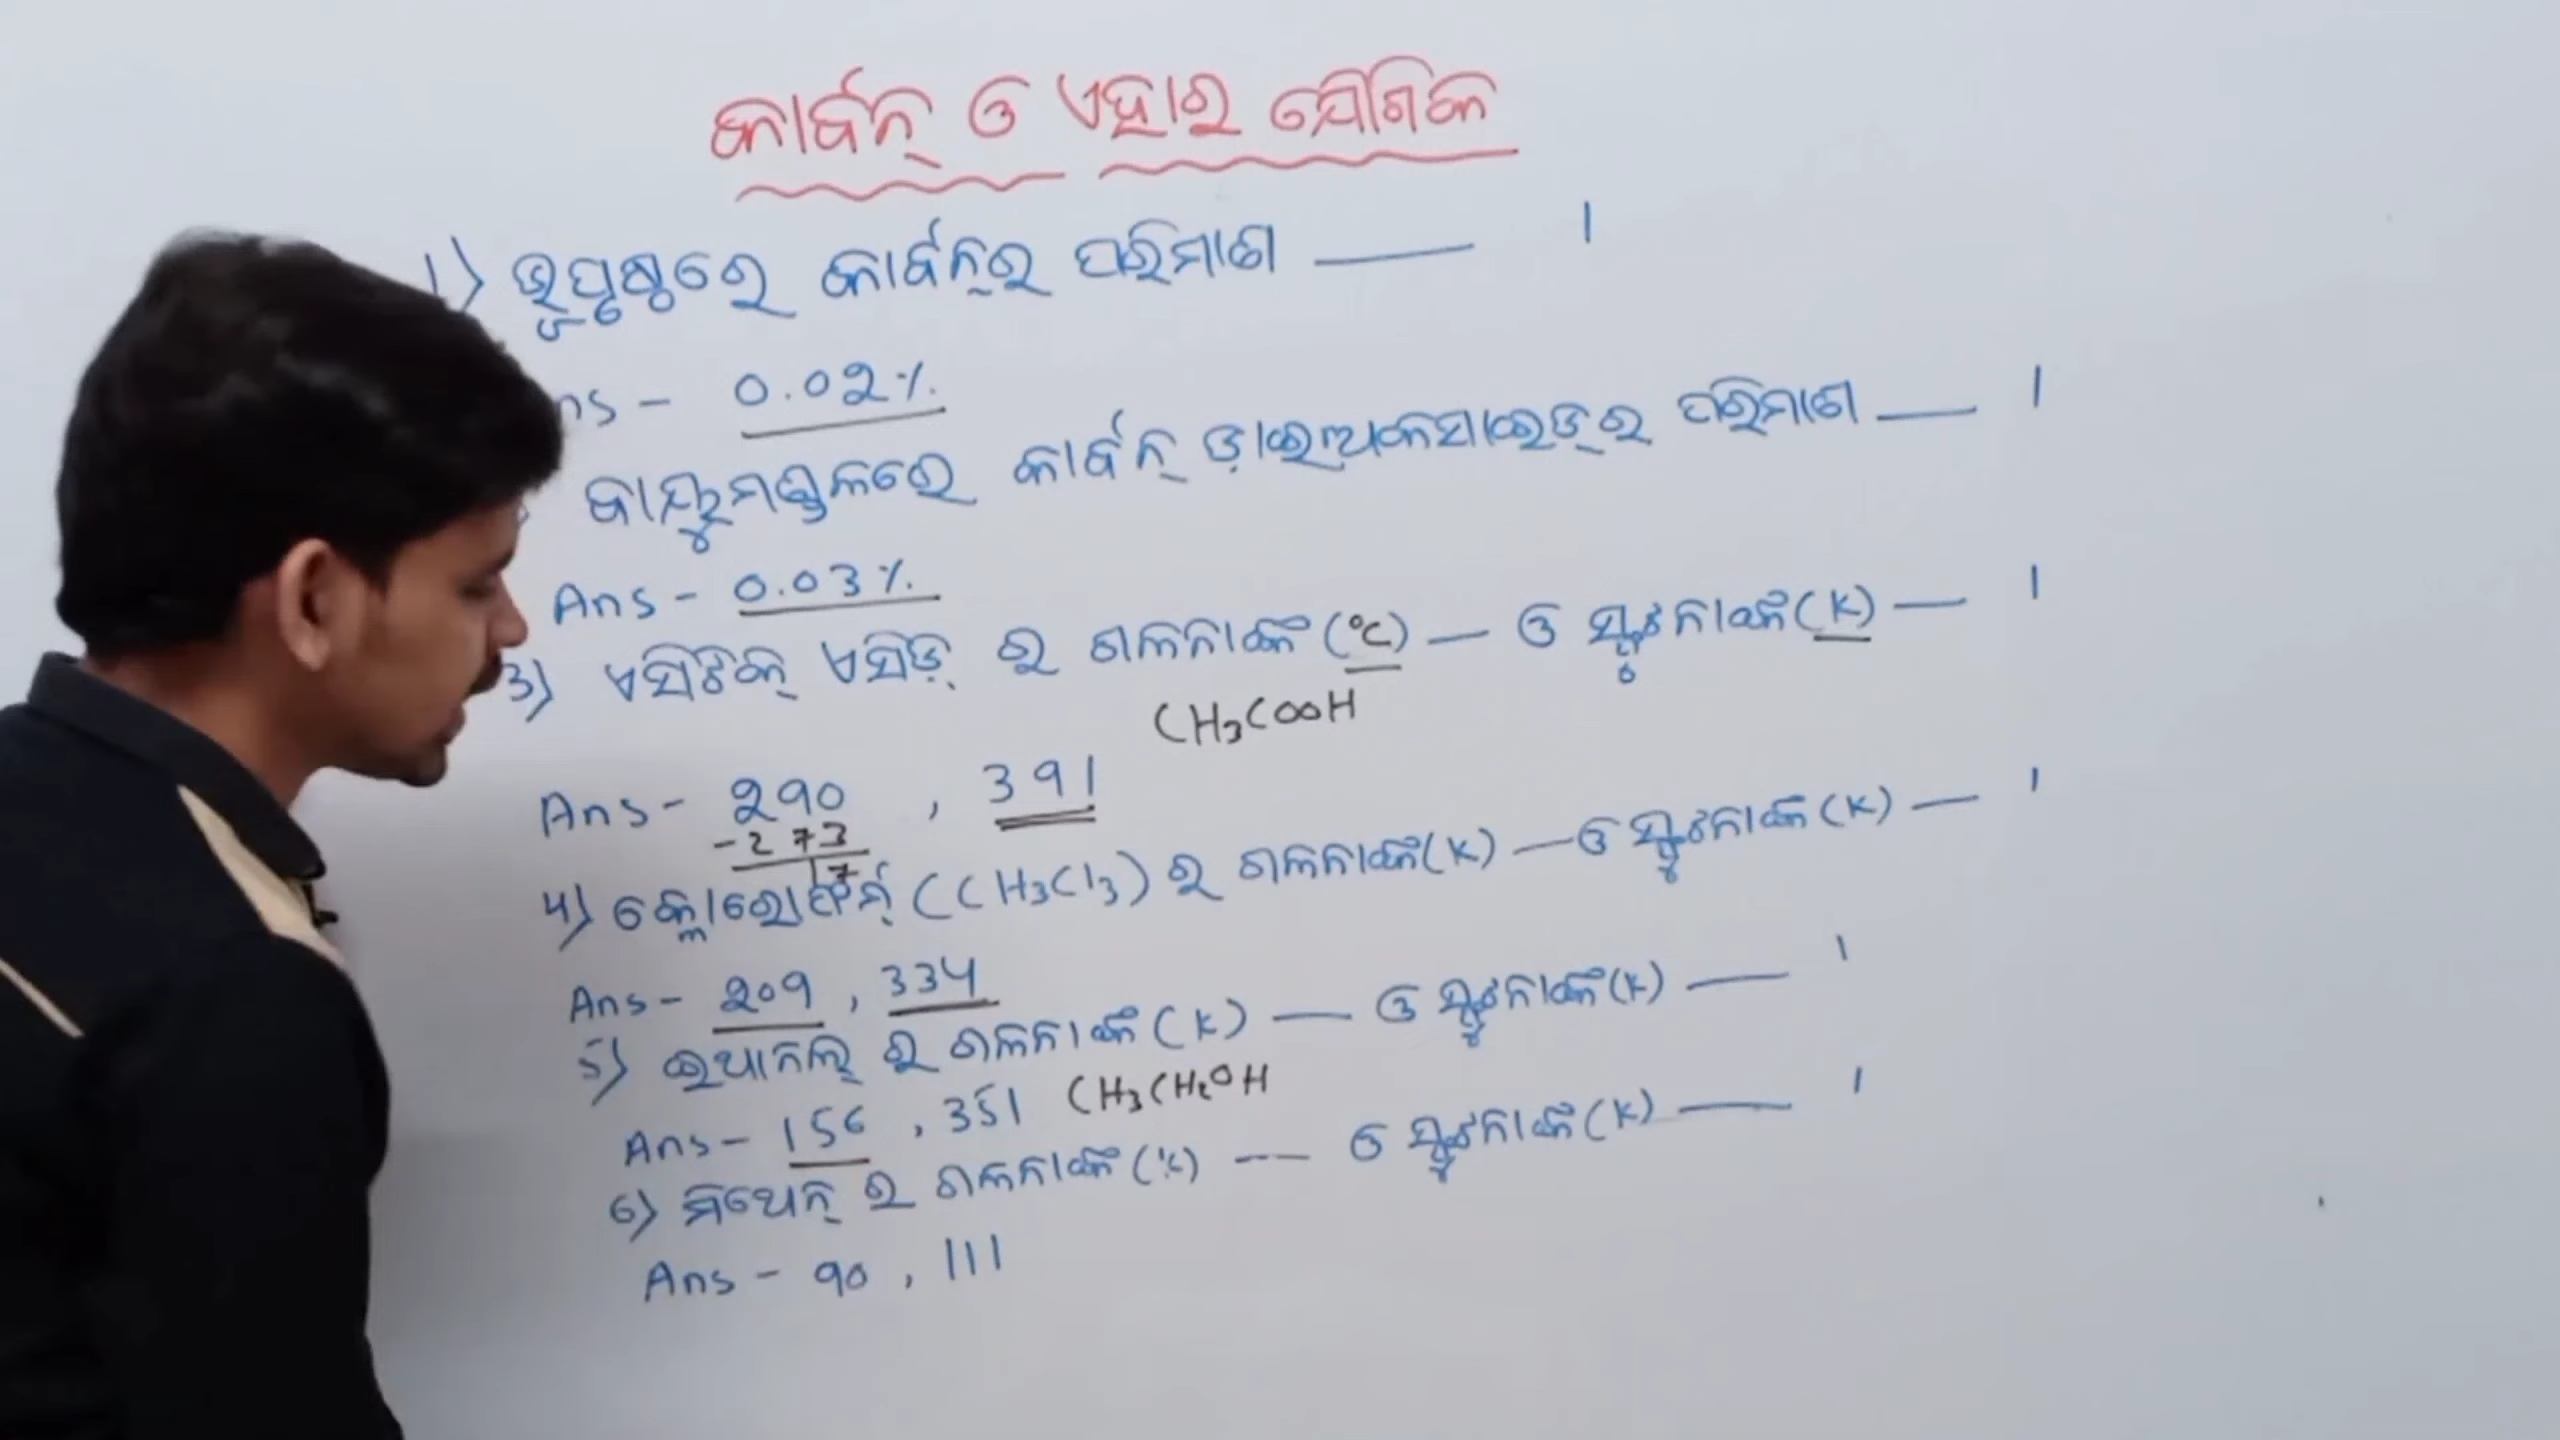 କାର୍ବନ୍ ଓ ଏହାର ଯୌଗିକ
1) ଭୂପୃଷ୍ଠରେ କାର୍ବନ୍‌ର ପରିମାଣ —— ।
ns - 0.02%
ବାୟୁମଣ୍ଡଳରେ କାର୍ବନ୍ ଡ଼ାଇଅକସାଇଡ୍‌ର ପରିମାଣ — ।
Ans - 0.03%
3) ଏସିଟିକ୍ ଏସିଡ଼୍ ର ଗଳନାଙ୍କ (°C) — ଓ ସ୍ଫୁଟନାଙ୍କ (K) — ।
CH3COOH
Ans - 290 , 391
-273
17
4) କ୍ଲୋରୋଫର୍ମ୍ (CH3Cl3) ର ଗଳନାଙ୍କ (K) — ଓ ସ୍ଫୁଟନାଙ୍କ (K) — ।
Ans - 209 , 334
5) ଇଥାନଲ୍ ର ଗଳନାଙ୍କ (K) — ଓ ସ୍ଫୁଟନାଙ୍କ (K) — ।
Ans - 156 , 351 CH3CH2OH
6) ମିଥେନ୍ ର ଗଳନାଙ୍କ (K) — ଓ ସ୍ଫୁଟନାଙ୍କ (K) — ।
Ans - 90 , 111